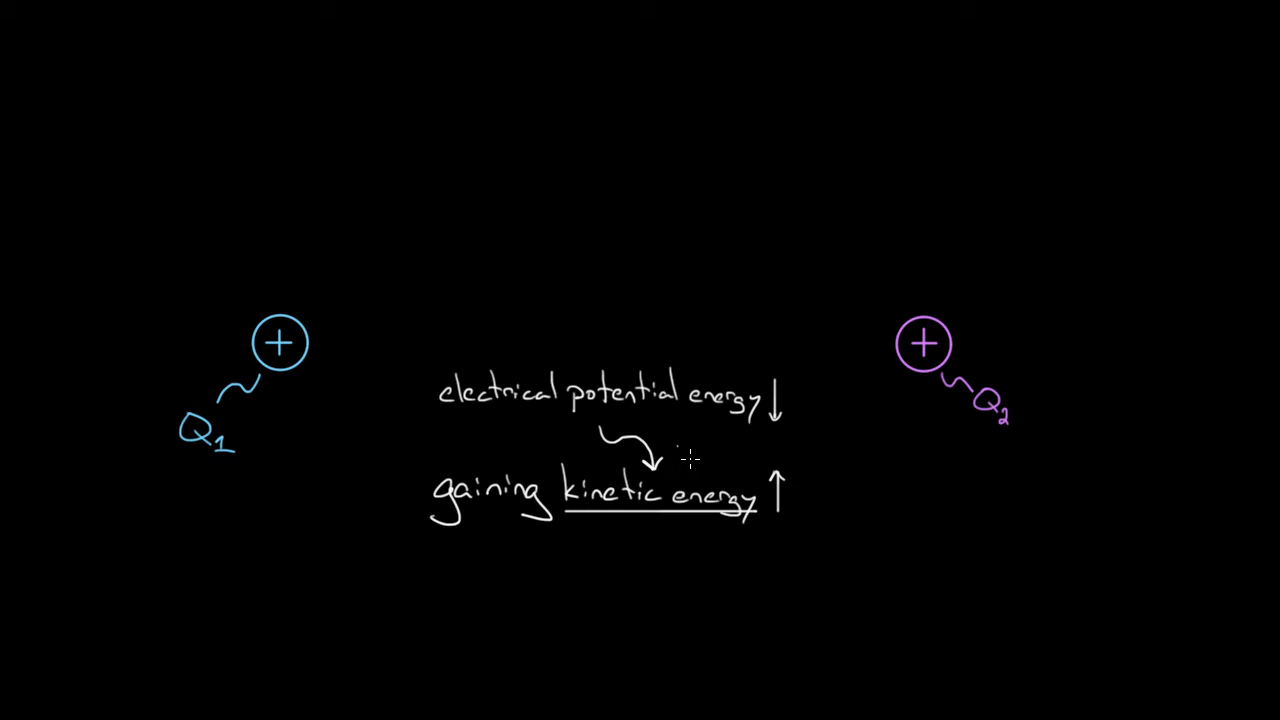 +
+
electrical potential energy ↓
Q1
Q2
gaining kinetic energy ↑